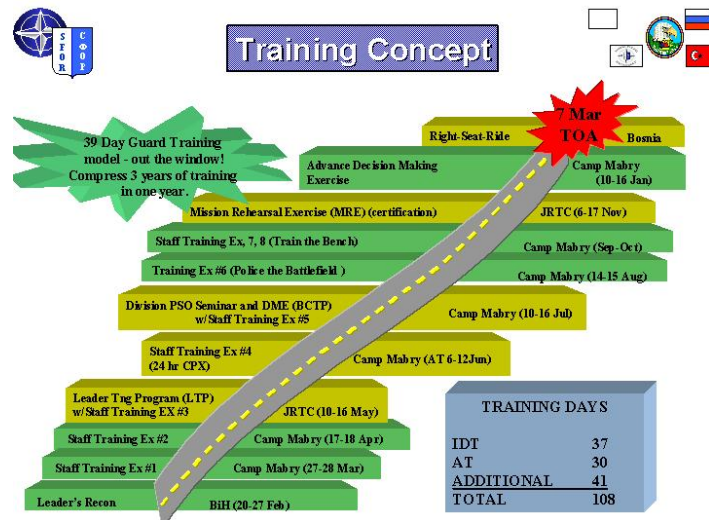 SFOR
СФОР
Training Concept
39 Day Guard Training
model - out the window!
Compress 3 years of training
in one year.
7 Mar
TOA
Right-Seat-Ride
Bosnia
Advance Decision Making
Exercise
Camp Mabry
(10-16 Jan)
Mission Rehearsal Exercise (MRE) (certification)
JRTC (6-17 Nov)
Staff Training Ex, 7, 8 (Train the Bench)
Camp Mabry (Sep-Oct)
Training Ex #6 (Police the Battlefield )
Camp Mabry (14-15 Aug)
Division PSO Seminar and DME (BCTP)
w/Staff Training Ex #5
Camp Mabry (10-16 Jul)
Staff Training Ex #4
(24 hr CPX)
Camp Mabry (AT 6-12Jun)
Leader Tng Program (LTP)
w/Staff Training EX #3
JRTC (10-16 May)
Staff Training Ex #2
Camp Mabry (17-18 Apr)
Staff Training Ex #1
Camp Mabry (27-28 Mar)
Leader's Recon
BiH (20-27 Feb)
TRAINING DAYS
IDT 37
AT 30
ADDITIONAL 41
TOTAL 108